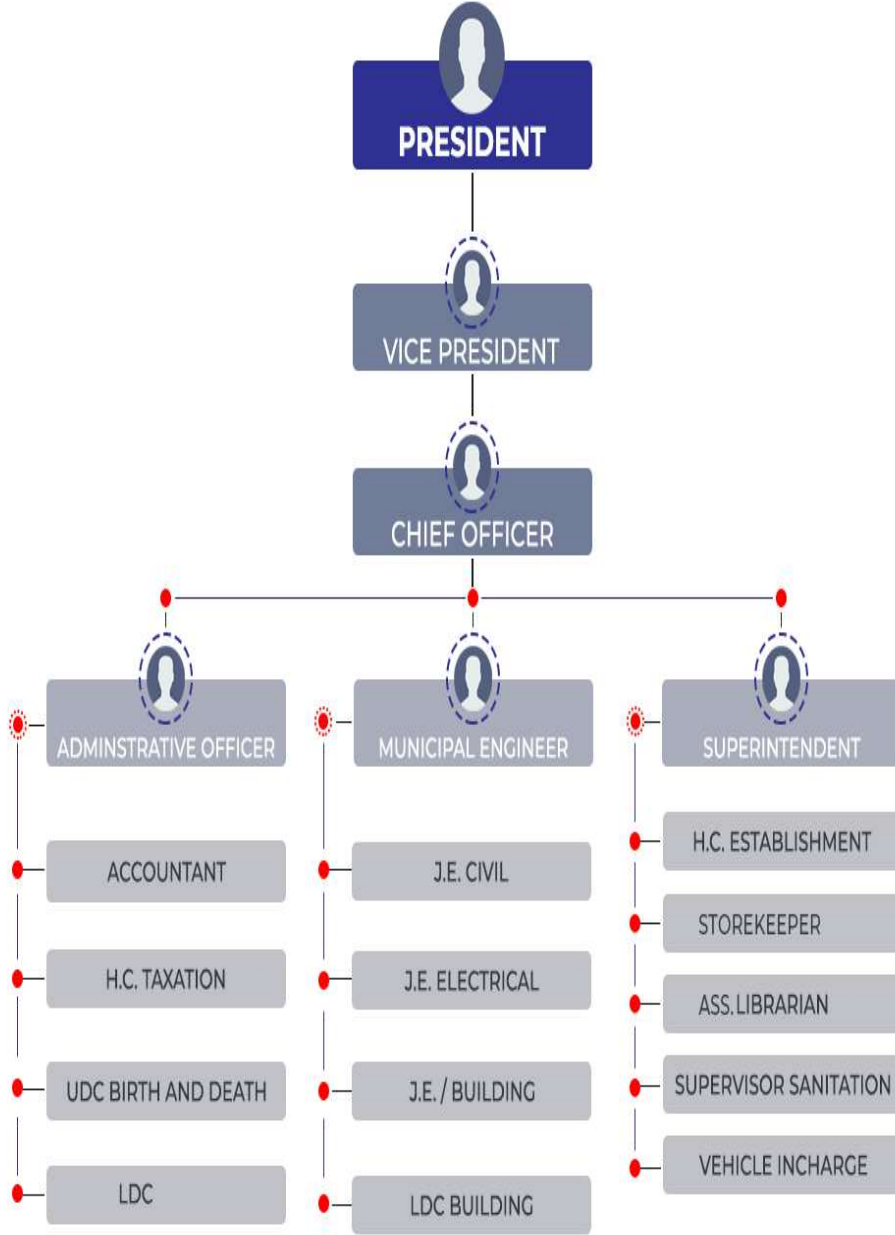 PRESIDENT
VICE PRESIDENT
CHIEF OFFICER
ADMINSTRATIVE OFFICER
ACCOUNTANT
H.C. TAXATION
UDC BIRTH AND DEATH
LDC
MUNICIPAL ENGINEER
J.E. CIVIL
J.E. ELECTRICAL
J.E. / BUILDING
LDC BUILDING
SUPERINTENDENT
H.C. ESTABLISHMENT
STOREKEEPER
ASS. LIBRARIAN
SUPERVISOR SANITATION
VEHICLE INCHARGE